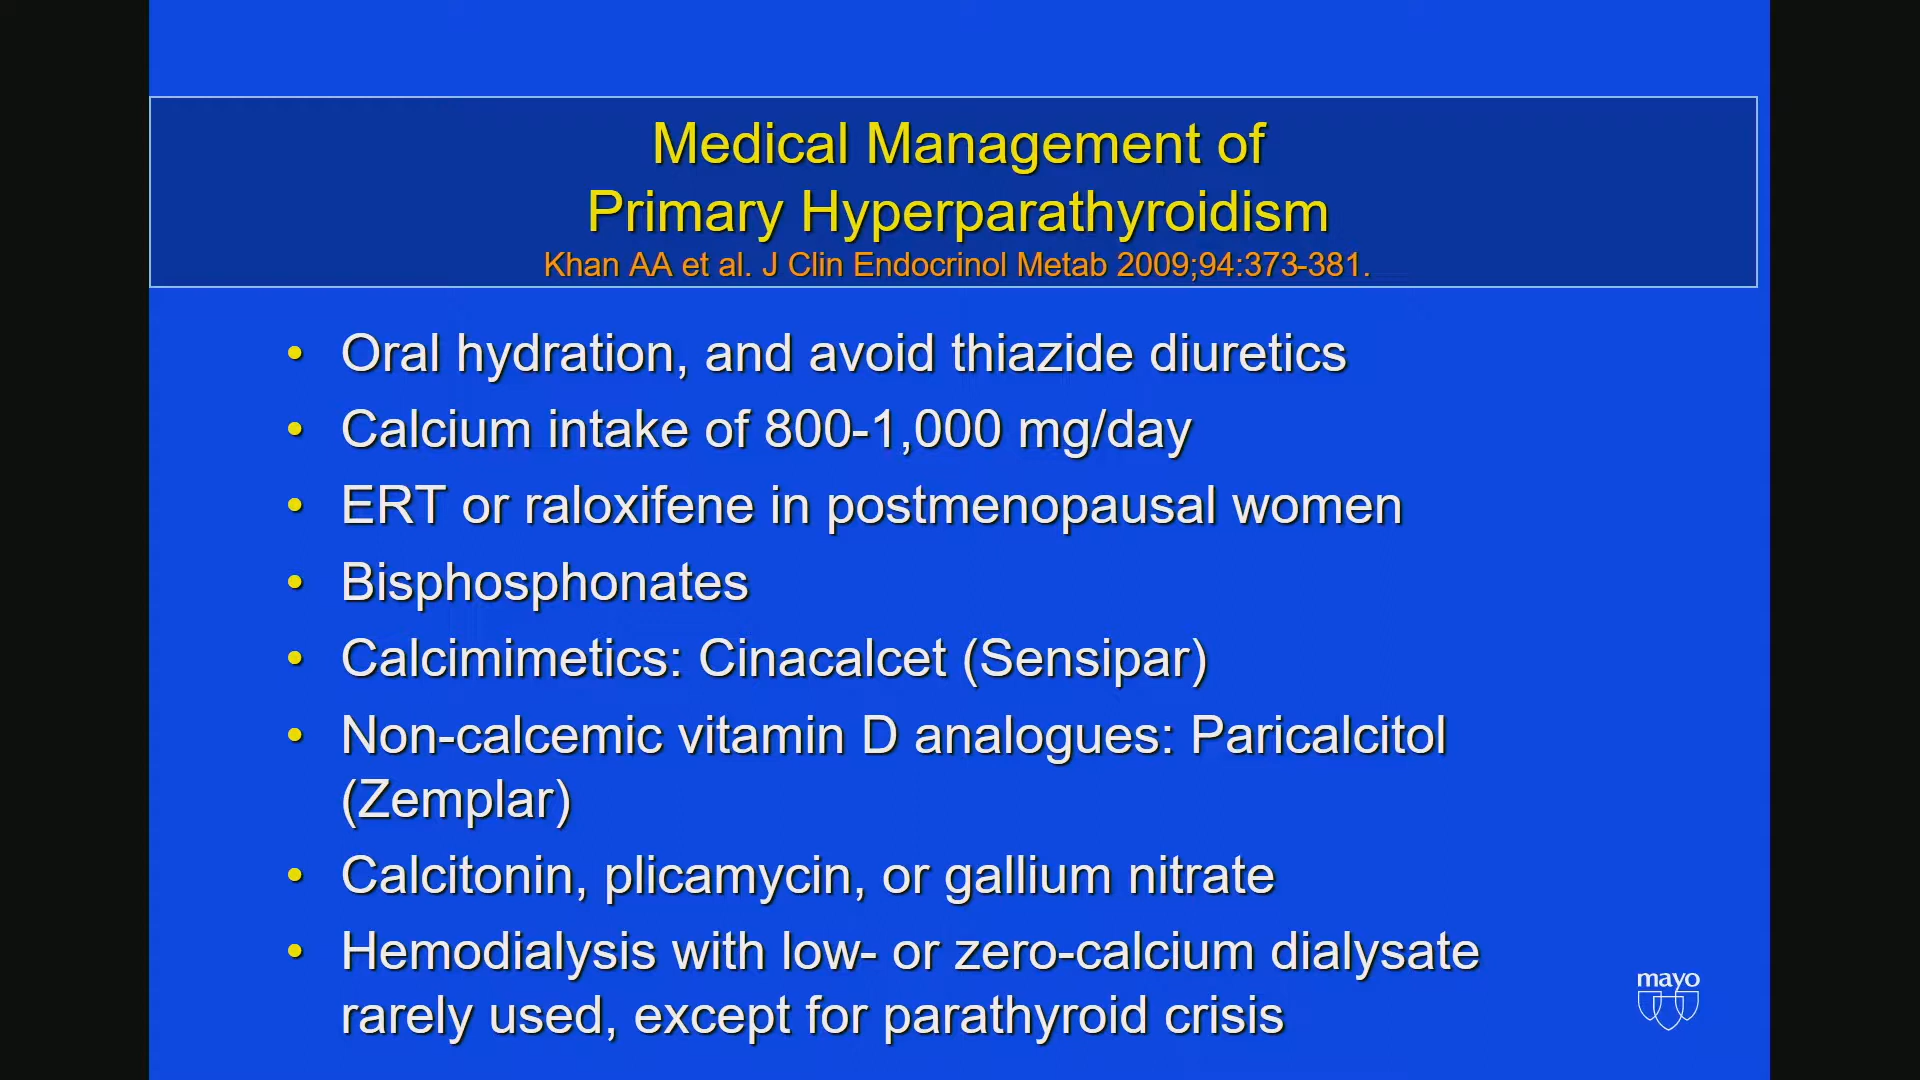 Medical Management of
Primary Hyperparathyroidism
Khan AA et al. J Clin Endocrinol Metab 2009;94:373-381.
• Oral hydration, and avoid thiazide diuretics
• Calcium intake of 800-1,000 mg/day
• ERT or raloxifene in postmenopausal women
• Bisphosphonates
• Calcimimetics: Cinacalcet (Sensipar)
• Non-calcemic vitamin D analogues: Paricalcitol
(Zemplar)
• Calcitonin, plicamycin, or gallium nitrate
• Hemodialysis with low- or zero-calcium dialysate
rarely used, except for parathyroid crisis
mayo